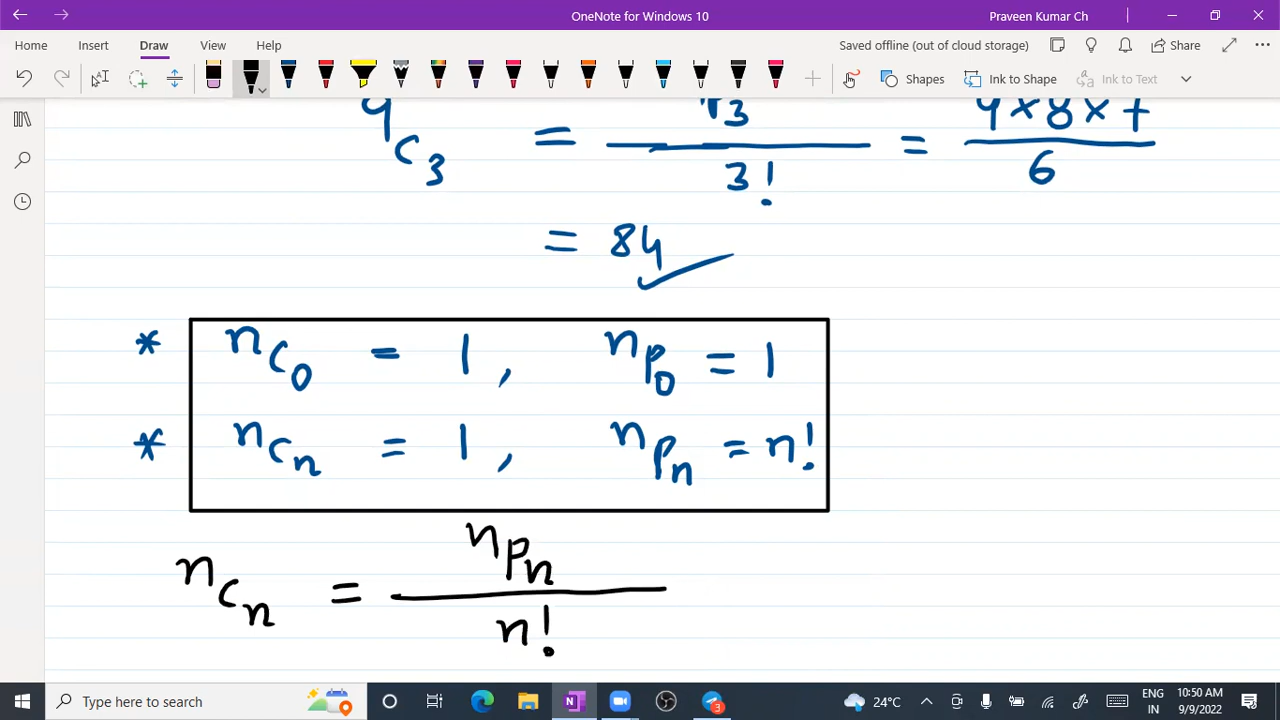 OneNote for Windows 10
Praveen Kumar Ch
Home Insert Draw View Help
Saved offline (out of cloud storage)
Share
Shapes
Ink to Shape
Ink to Text
9C3 = P3 / 3! = 9×8×7 / 6
= 84
* nC0 = 1, nP0 = 1
* nCn = 1, nPn = n!
nCn = nPn / n!
Type here to search
3
24°C
ENG
IN
10:50 AM
9/9/2022